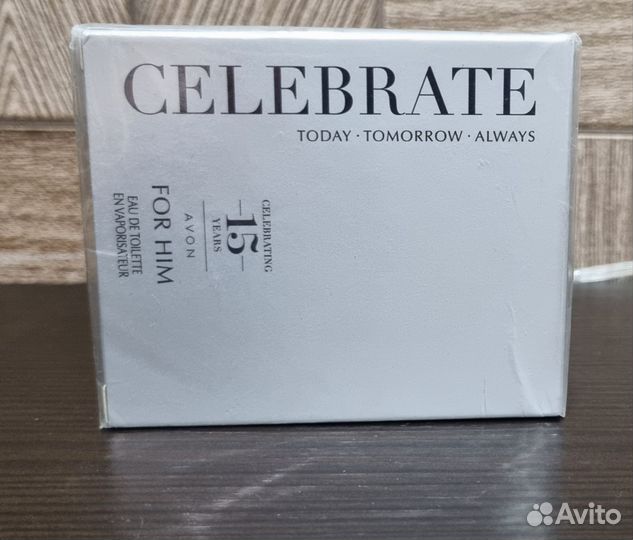 CELEBRATE
TODAY · TOMORROW · ALWAYS
CELEBRATING
15
YEARS
AVON
FOR HIM
EAU DE TOILETTE
EN VAPORISATEUR
Avito